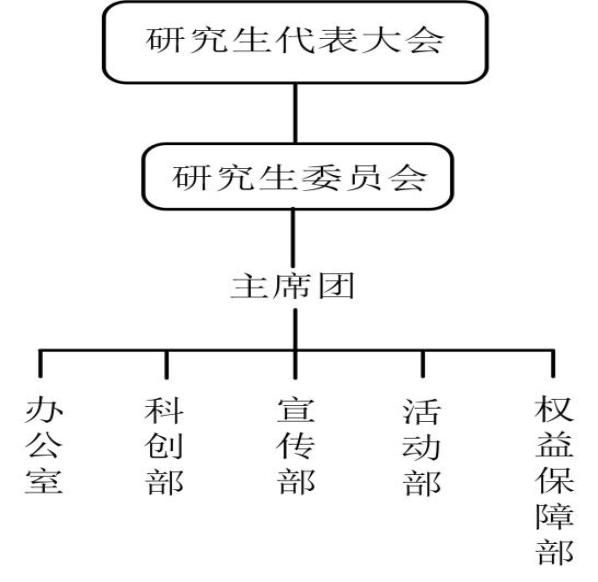 研究生代表大会
研究生委员会
主席团
办公室
科创部
宣传部
活动部
权益保障部